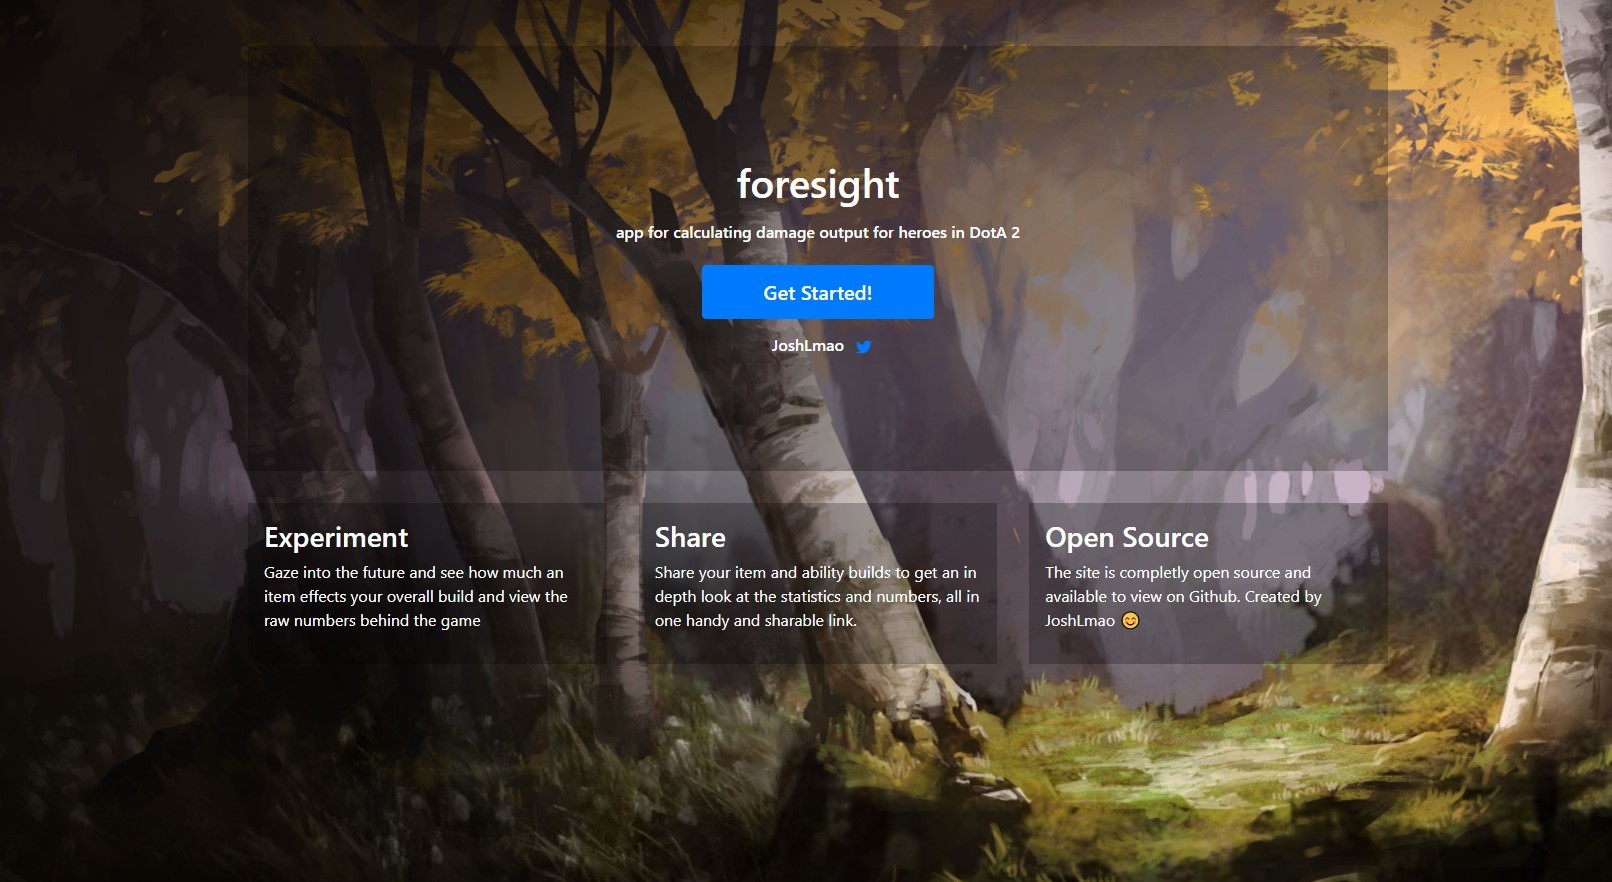 foresight
app for calculating damage output for heroes in DotA 2
Get Started!
JoshLmao
Experiment
Gaze into the future and see how much an
item effects your overall build and view the
raw numbers behind the game
Share
Share your item and ability builds to get an in
depth look at the statistics and numbers, all in
one handy and sharable link.
Open Source
The site is completly open source and
available to view on Github. Created by
JoshLmao 😊